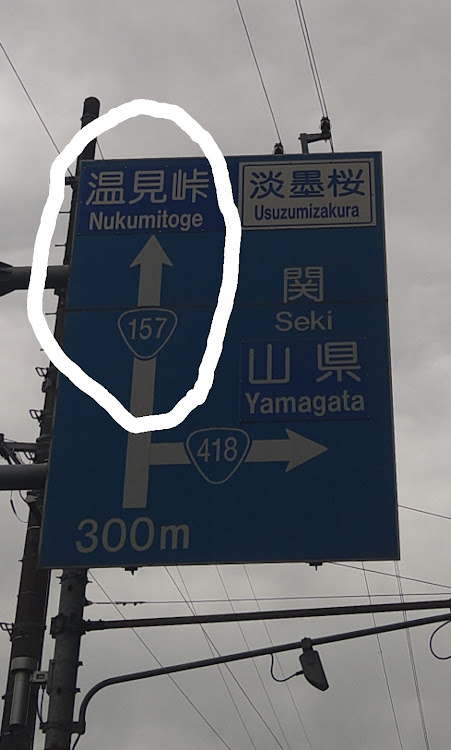 温見峠
Nukumitoge
淡墨桜
Usuzumizakura
関
Seki
157
山県
Yamagata
418
300m